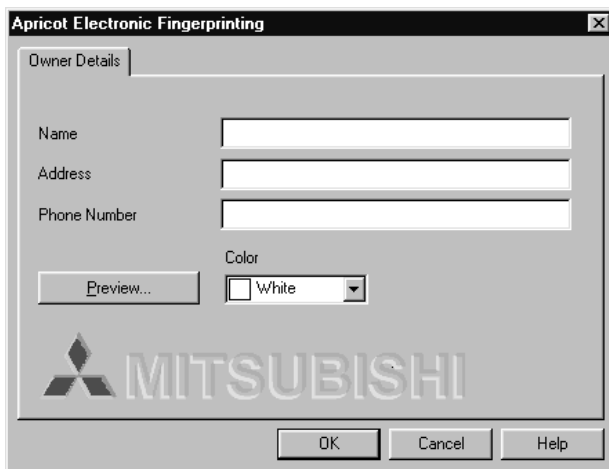 Apricot Electronic Fingerprinting
Owner Details
Name
Address
Phone Number
Color
Preview...
White
MITSUBISHI
OK
Cancel
Help